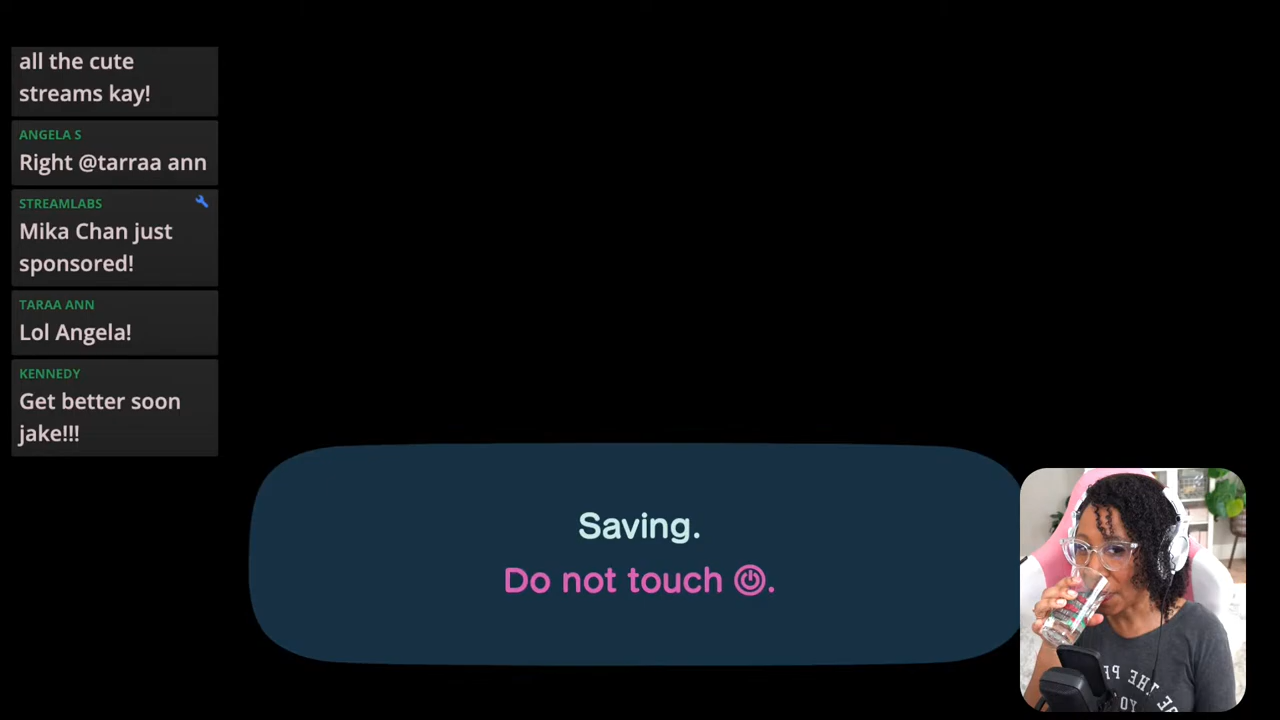 all the cute
streams kay!
ANGELA S
Right @tarraa ann
STREAMLABS
Mika Chan just
sponsored!
TARAA ANN
Lol Angela!
KENNEDY
Get better soon
jake!!!
Saving.
Do not touch ⏻.